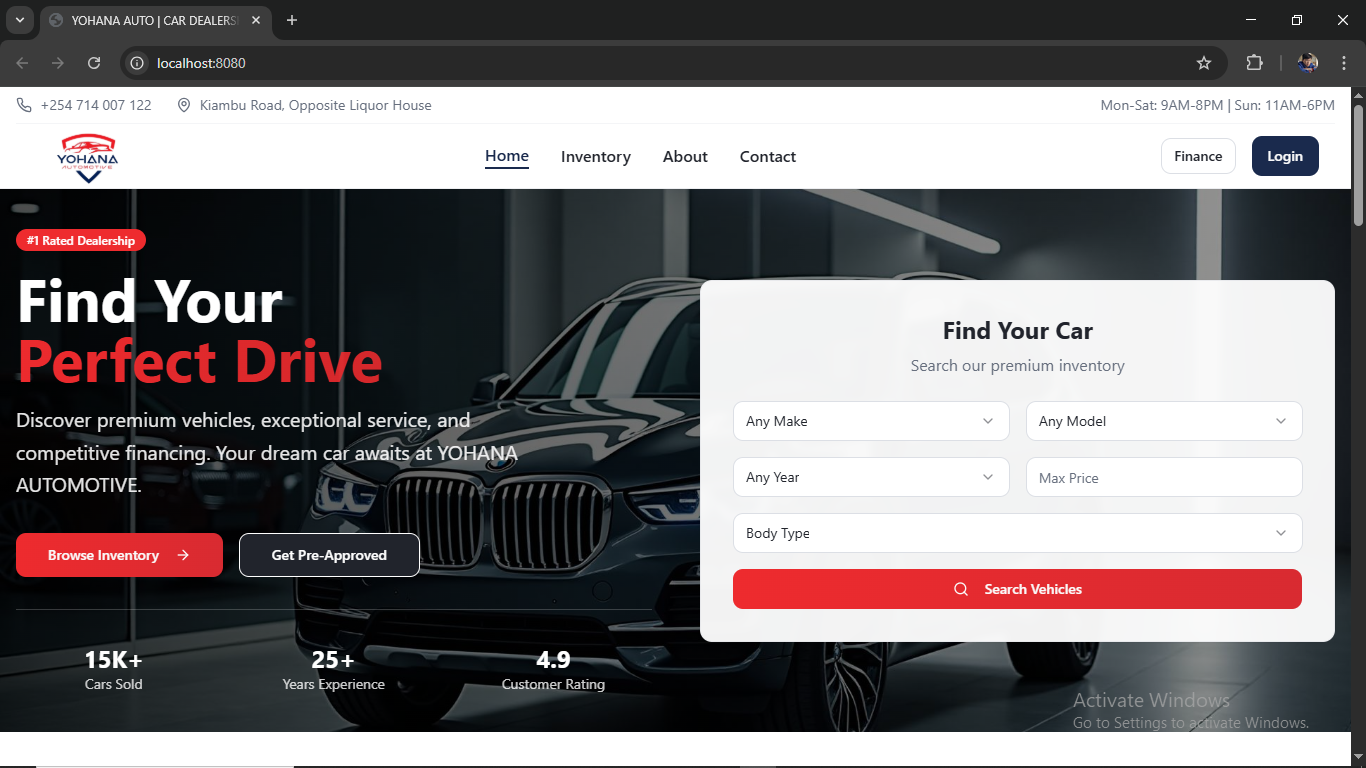 YOHANA AUTO | CAR DEALERS
localhost:8080
+254 714 007 122
Kiambu Road, Opposite Liquor House
Mon-Sat: 9AM-8PM | Sun: 11AM-6PM
YOHANA
AUTOMOTIVE
Home
Inventory
About
Contact
Finance
Login
#1 Rated Dealership
Find Your
Perfect Drive
Discover premium vehicles, exceptional service, and
competitive financing. Your dream car awaits at YOHANA
AUTOMOTIVE.
Browse Inventory
Get Pre-Approved
15K+
Cars Sold
25+
Years Experience
4.9
Customer Rating
Find Your Car
Search our premium inventory
Any Make
Any Model
Any Year
Max Price
Body Type
Search Vehicles
Activate Windows
Go to Settings to activate Windows.